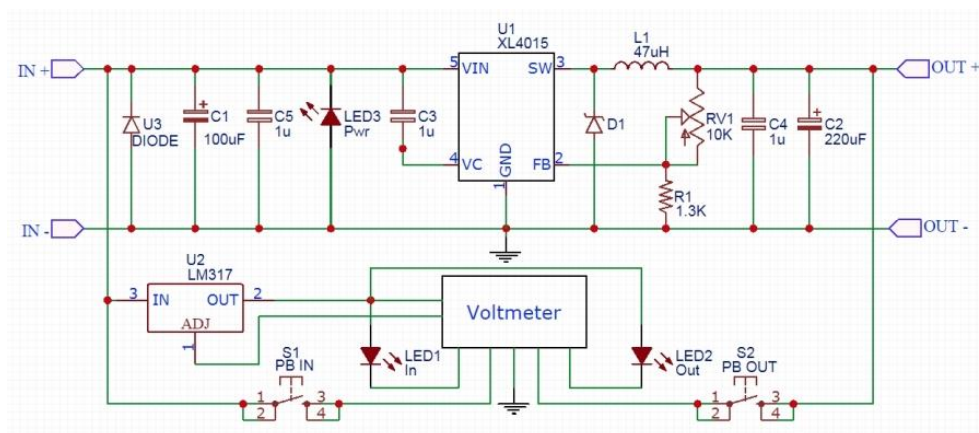 U1
XL4015
L1
47uH
IN +
5 VIN
SW 3
OUT +
U3
DIODE
C1
100uF
C5
1u
LED3
Pwr
C3
1u
4 VC
GND
1
FB 2
D1
RV1
10K
C4
1u
C2
220uF
R1
1.3K
IN -
OUT -
U2
LM317
3 IN
OUT 2
ADJ
1
Voltmeter
LED1
In
LED2
Out
S1
PB IN
1 3
2 4
S2
PB OUT
1 3
2 4